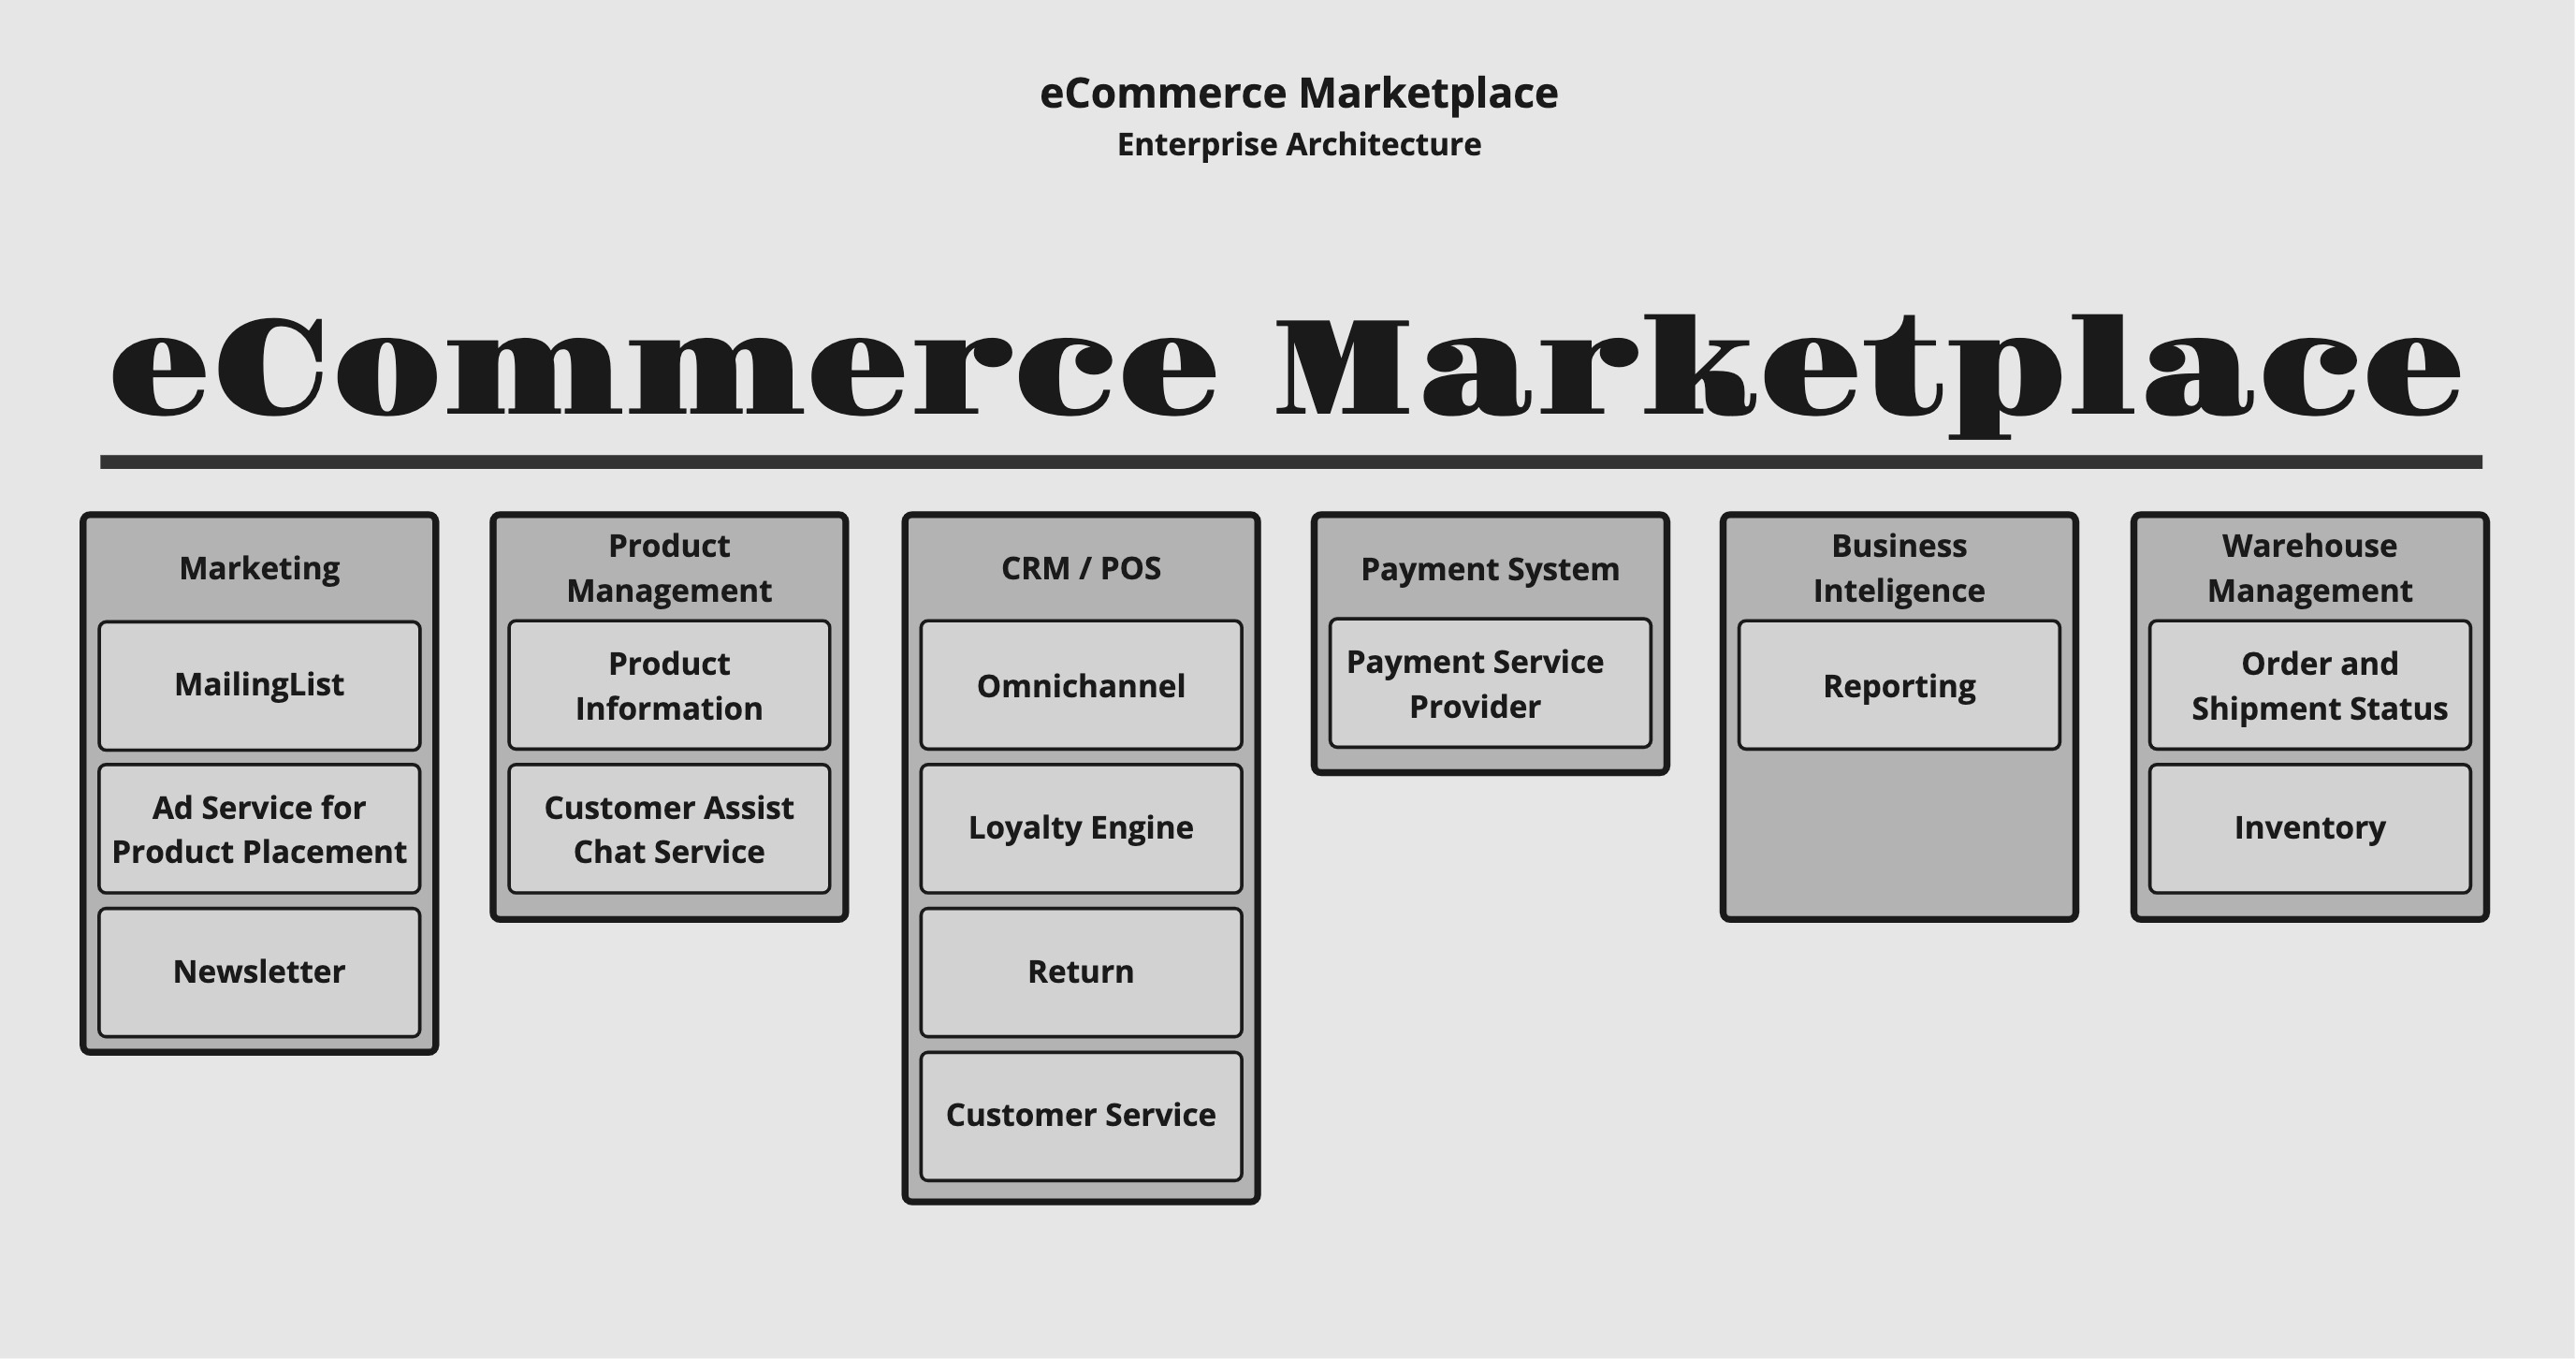 eCommerce Marketplace
Enterprise Architecture
eCommerce Marketplace
Marketing
MailingList
Ad Service for
Product Placement
Newsletter
Product
Management
Product
Information
Customer Assist
Chat Service
CRM / POS
Omnichannel
Loyalty Engine
Return
Customer Service
Payment System
Payment Service
Provider
Business
Inteligence
Reporting
Warehouse
Management
Order and
Shipment Status
Inventory